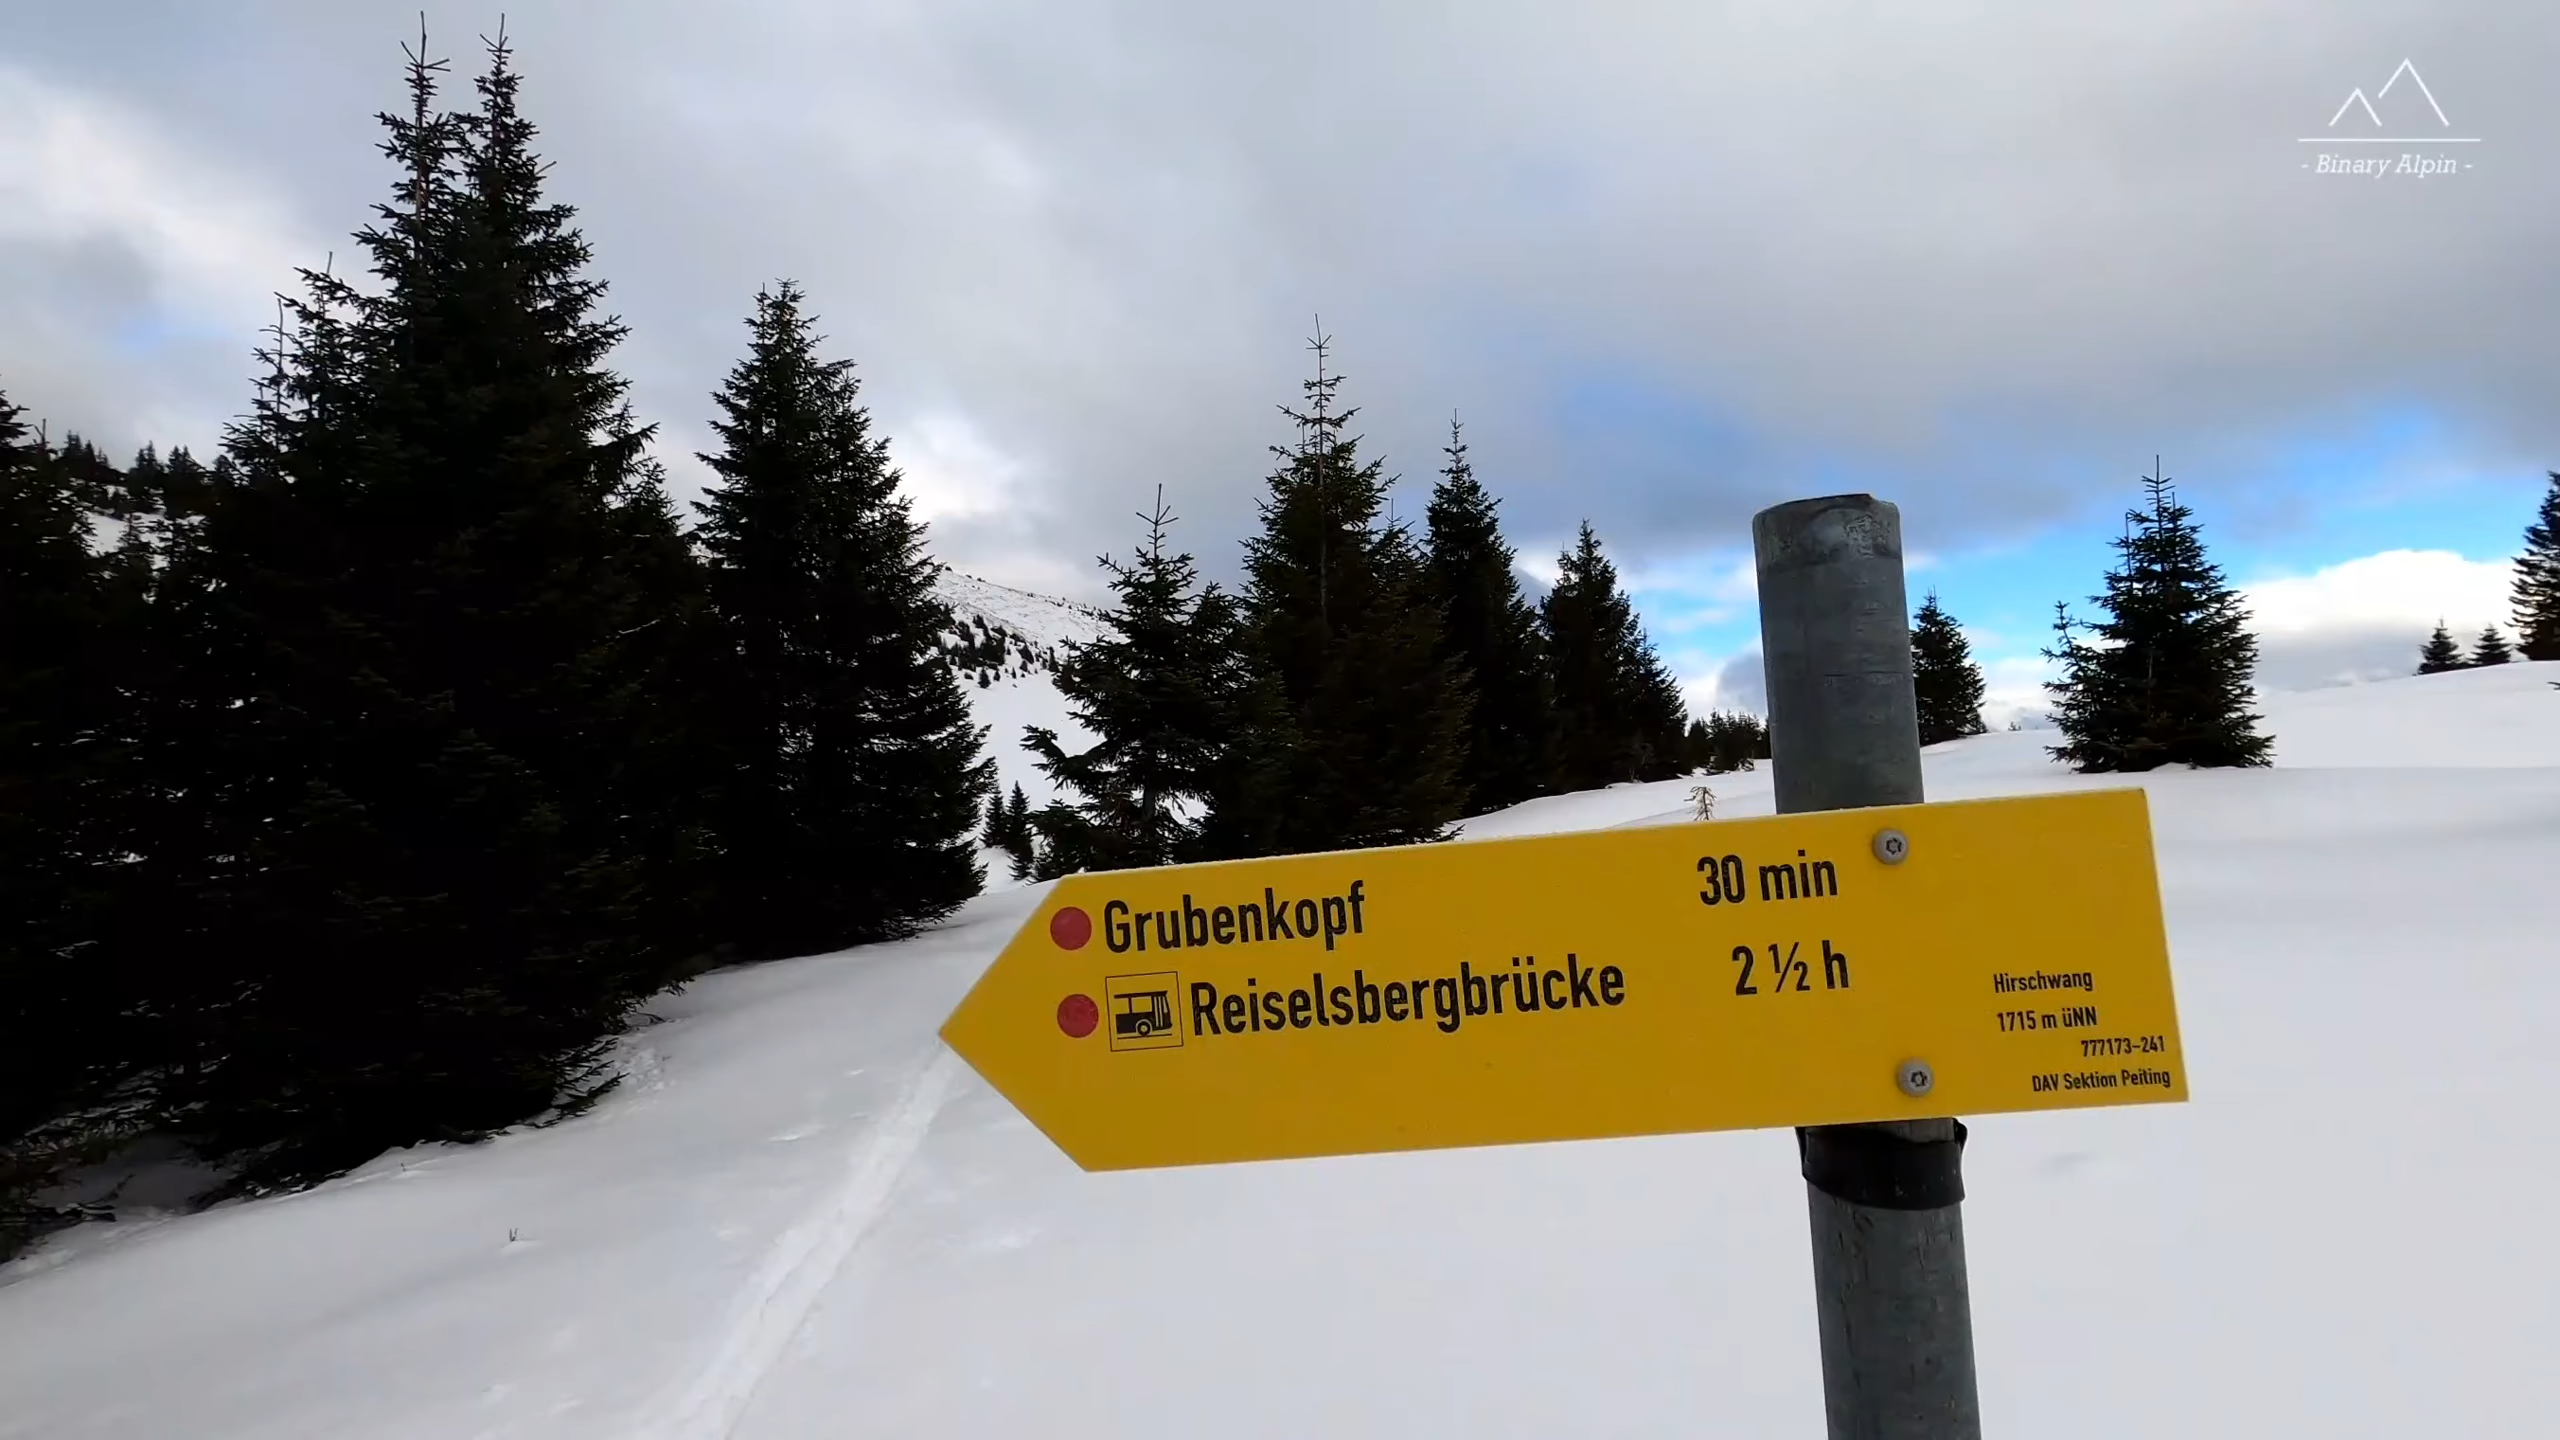 - Binary Alpin -
Grubenkopf 30 min
Reiselsbergbrücke 2 ½ h
Hirschwang
1715 m üNN
777173-241
DAV Sektion Peiting